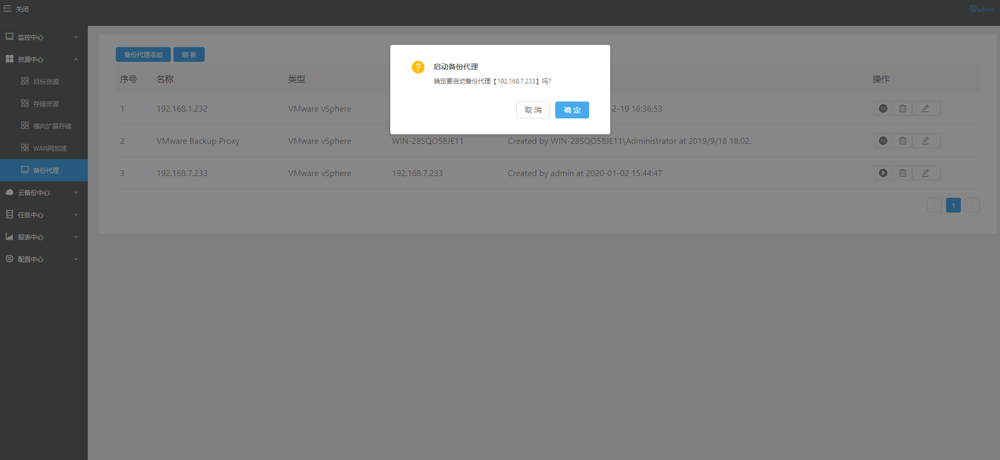 关闭
admin
监控中心
资源中心
目标资源
存储资源
横向扩展存储
WAN网加速
备份代理
云备份中心
任务中心
报表中心
配置中心
备份代理添加 刷 新
序号 名称 类型 操作
1 192.168.1.232 VMware vSphere 2-19 16:36:53
2 VMware Backup Proxy VMware vSphere WIN-28SQO58JE11 Created by WIN-28SQO58JE11\Administrator at 2019/9/18 18:02.
3 192.168.7.233 VMware vSphere 192.168.7.233 Created by admin at 2020-01-02 15:44:47
< 1 >
启动备份代理
确定要启动备份代理【192.168.7.233】吗?
取 消 确 定